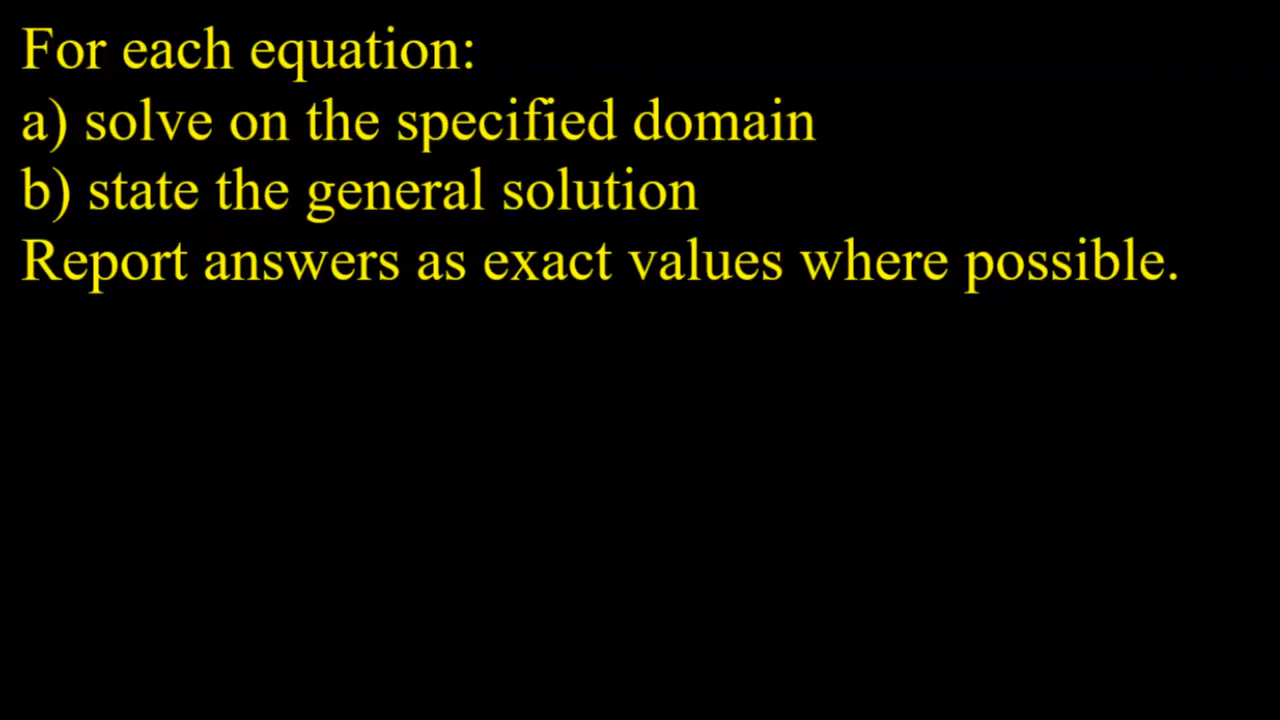 For each equation:
a) solve on the specified domain
b) state the general solution
Report answers as exact values where possible.